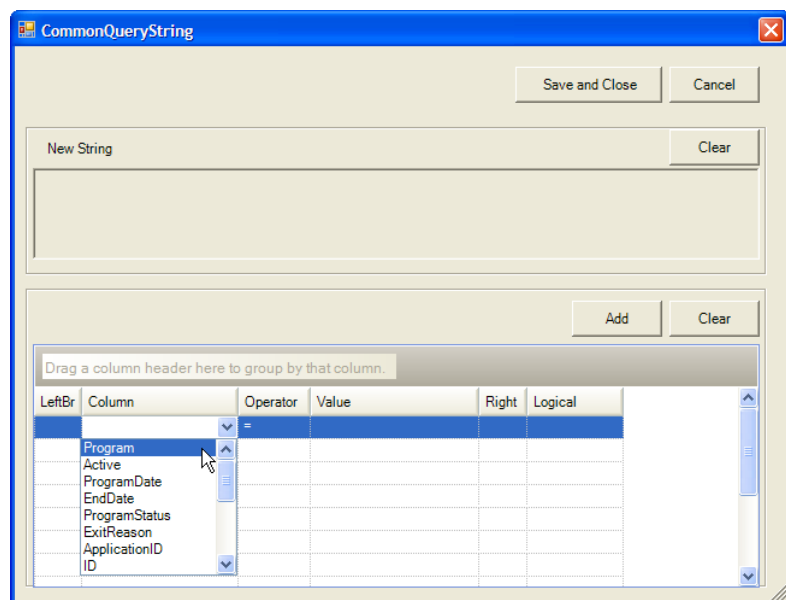 CommonQueryString
Save and Close Cancel
New String Clear
Add Clear
Drag a column header here to group by that column.
LeftBr Column Operator Value Right Logical
=
Program
Active
ProgramDate
EndDate
ProgramStatus
ExitReason
ApplicationID
ID